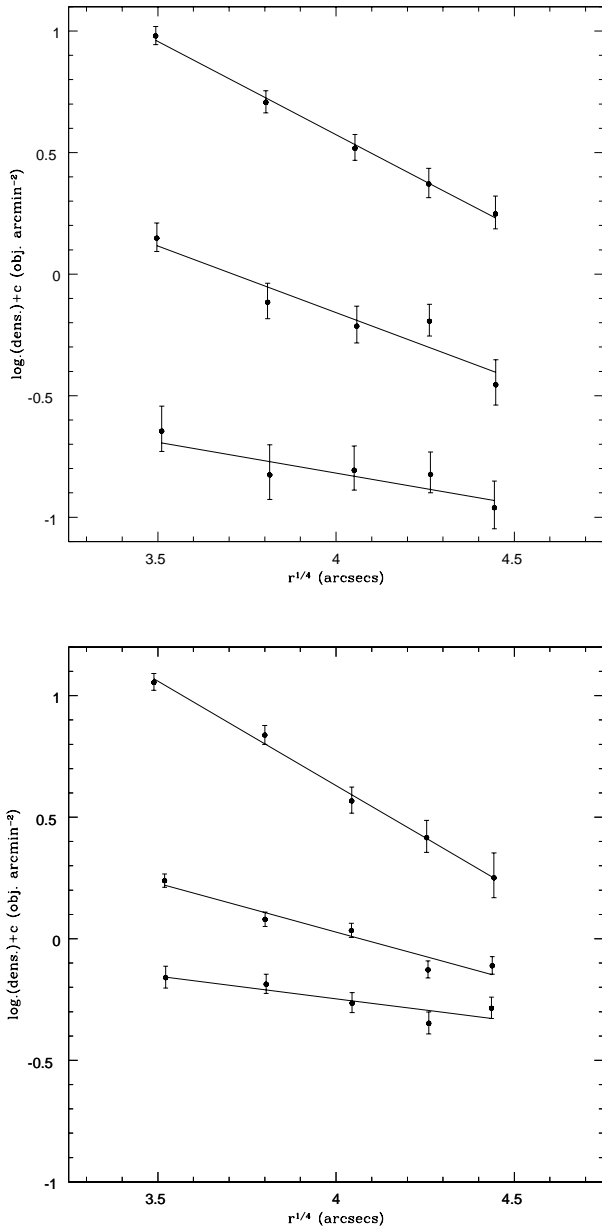 1
0.5
0
-0.5
-1
log.(dens.)+c (obj. arcmin⁻²)
3.5 4 4.5
r^{1/4} (arcsecs)
1
0.5
0
-0.5
-1
log.(dens.)+c (obj. arcmin⁻²)
3.5 4 4.5
r^{1/4} (arcsecs)